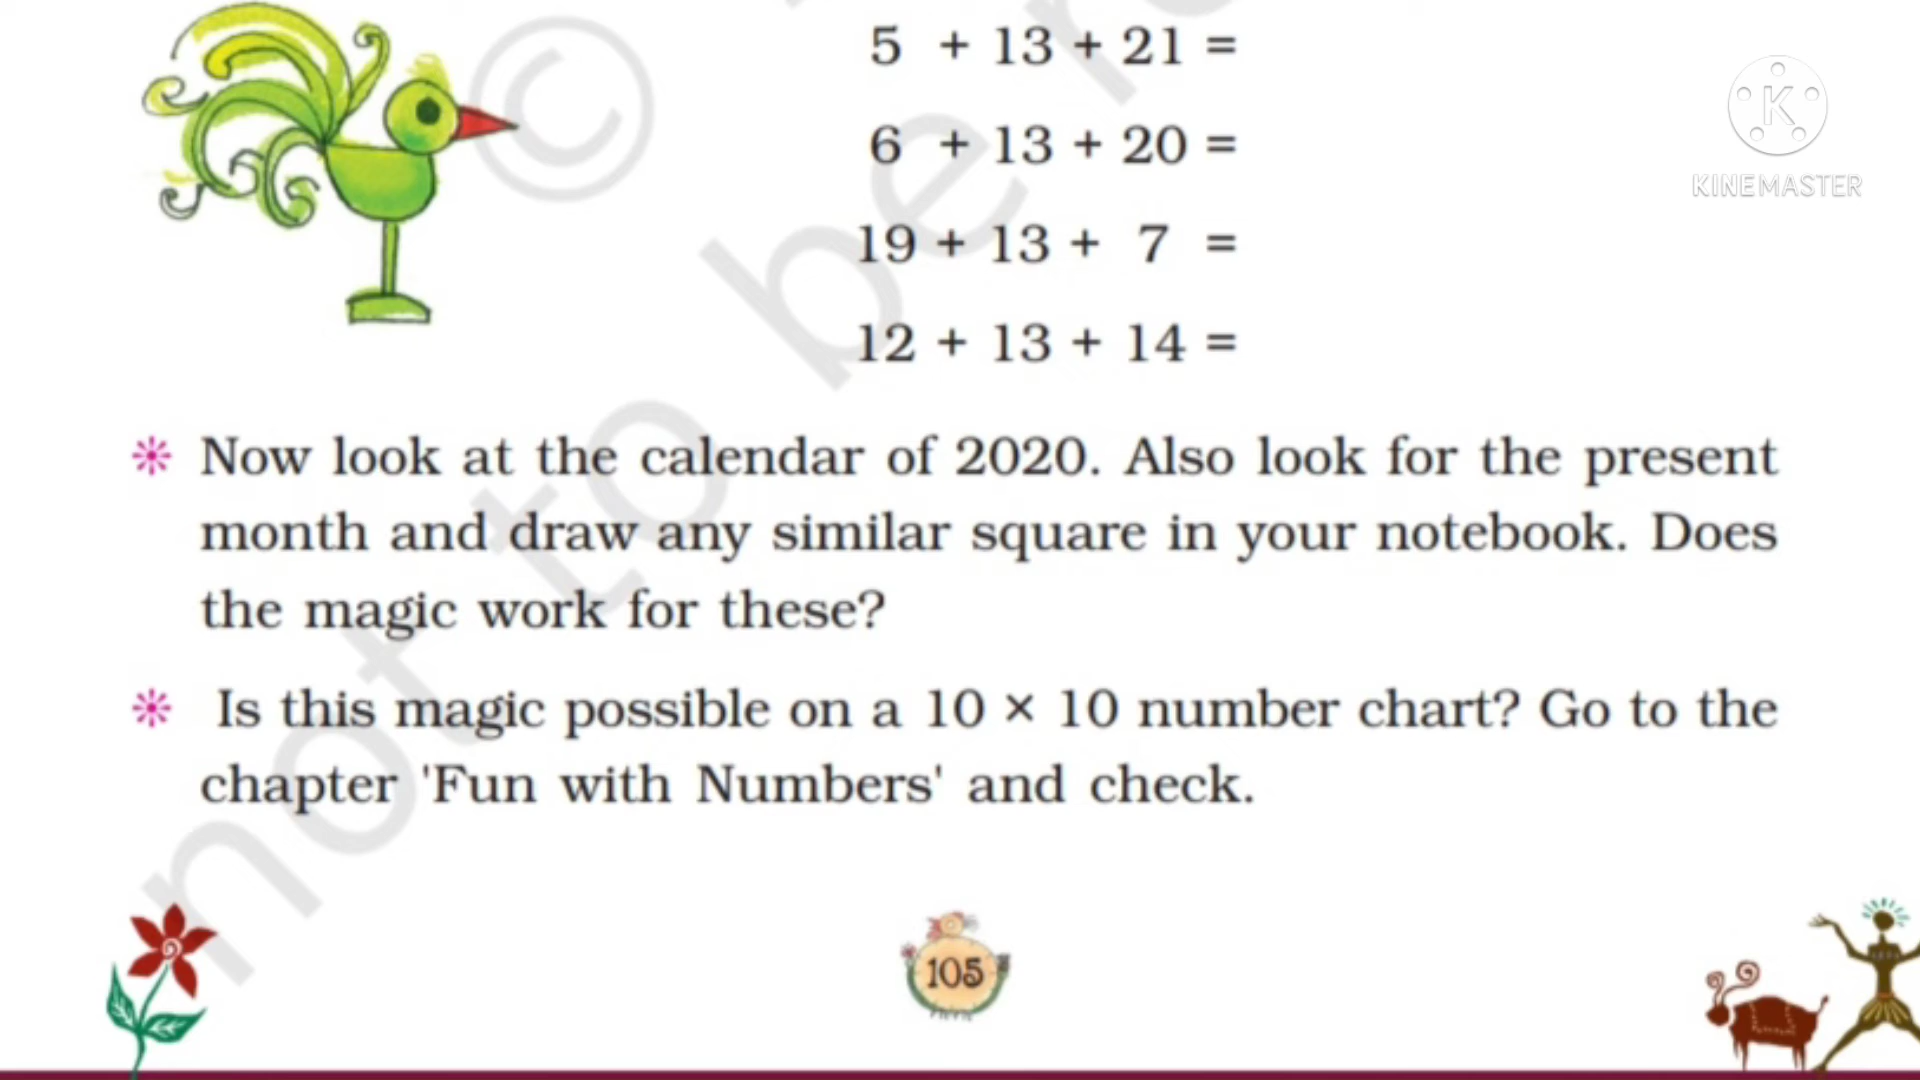 5 + 13 + 21 =
6 + 13 + 20 =
KINEMASTER
19 + 13 + 7 =
12 + 13 + 14 =
Now look at the calendar of 2020. Also look for the present
month and draw any similar square in your notebook. Does
the magic work for these?
Is this magic possible on a 10 × 10 number chart? Go to the
chapter 'Fun with Numbers' and check.
105
© not to be